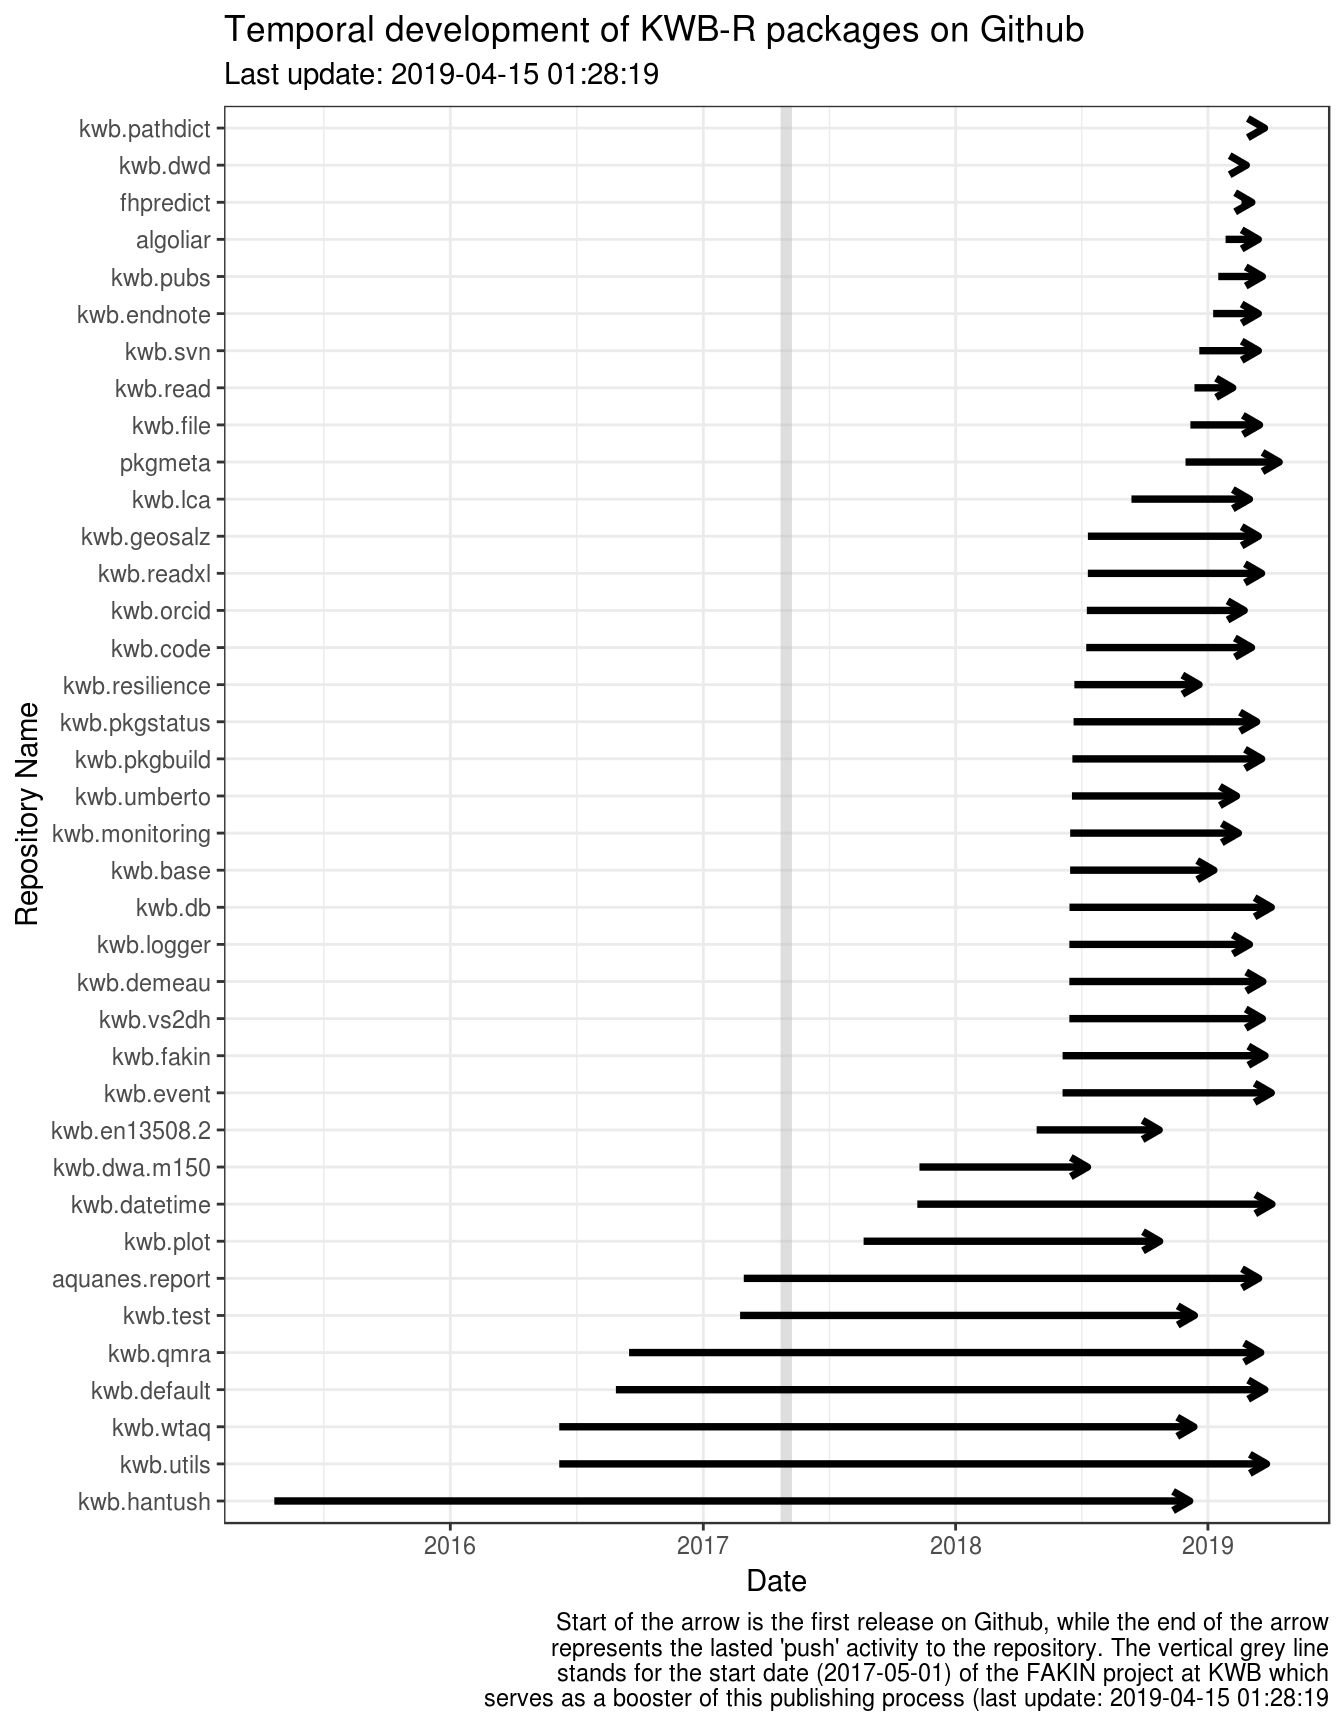 Temporal development of KWB-R packages on Github
Last update: 2019-04-15 01:28:19
kwb.pathdict
kwb.dwd
fhpredict
algoliar
kwb.pubs
kwb.endnote
kwb.svn
kwb.read
kwb.file
pkgmeta
kwb.lca
kwb.geosalz
kwb.readxl
kwb.orcid
kwb.code
kwb.resilience
kwb.pkgstatus
kwb.pkgbuild
kwb.umberto
kwb.monitoring
kwb.base
kwb.db
kwb.logger
kwb.demeau
kwb.vs2dh
kwb.fakin
kwb.event
kwb.en13508.2
kwb.dwa.m150
kwb.datetime
kwb.plot
aquanes.report
kwb.test
kwb.qmra
kwb.default
kwb.wtaq
kwb.utils
kwb.hantush
Repository Name
2016 2017 2018 2019
Date
Start of the arrow is the first release on Github, while the end of the arrow
represents the lasted 'push' activity to the repository. The vertical grey line
stands for the start date (2017-05-01) of the FAKIN project at KWB which
serves as a booster of this publishing process (last update: 2019-04-15 01:28:19